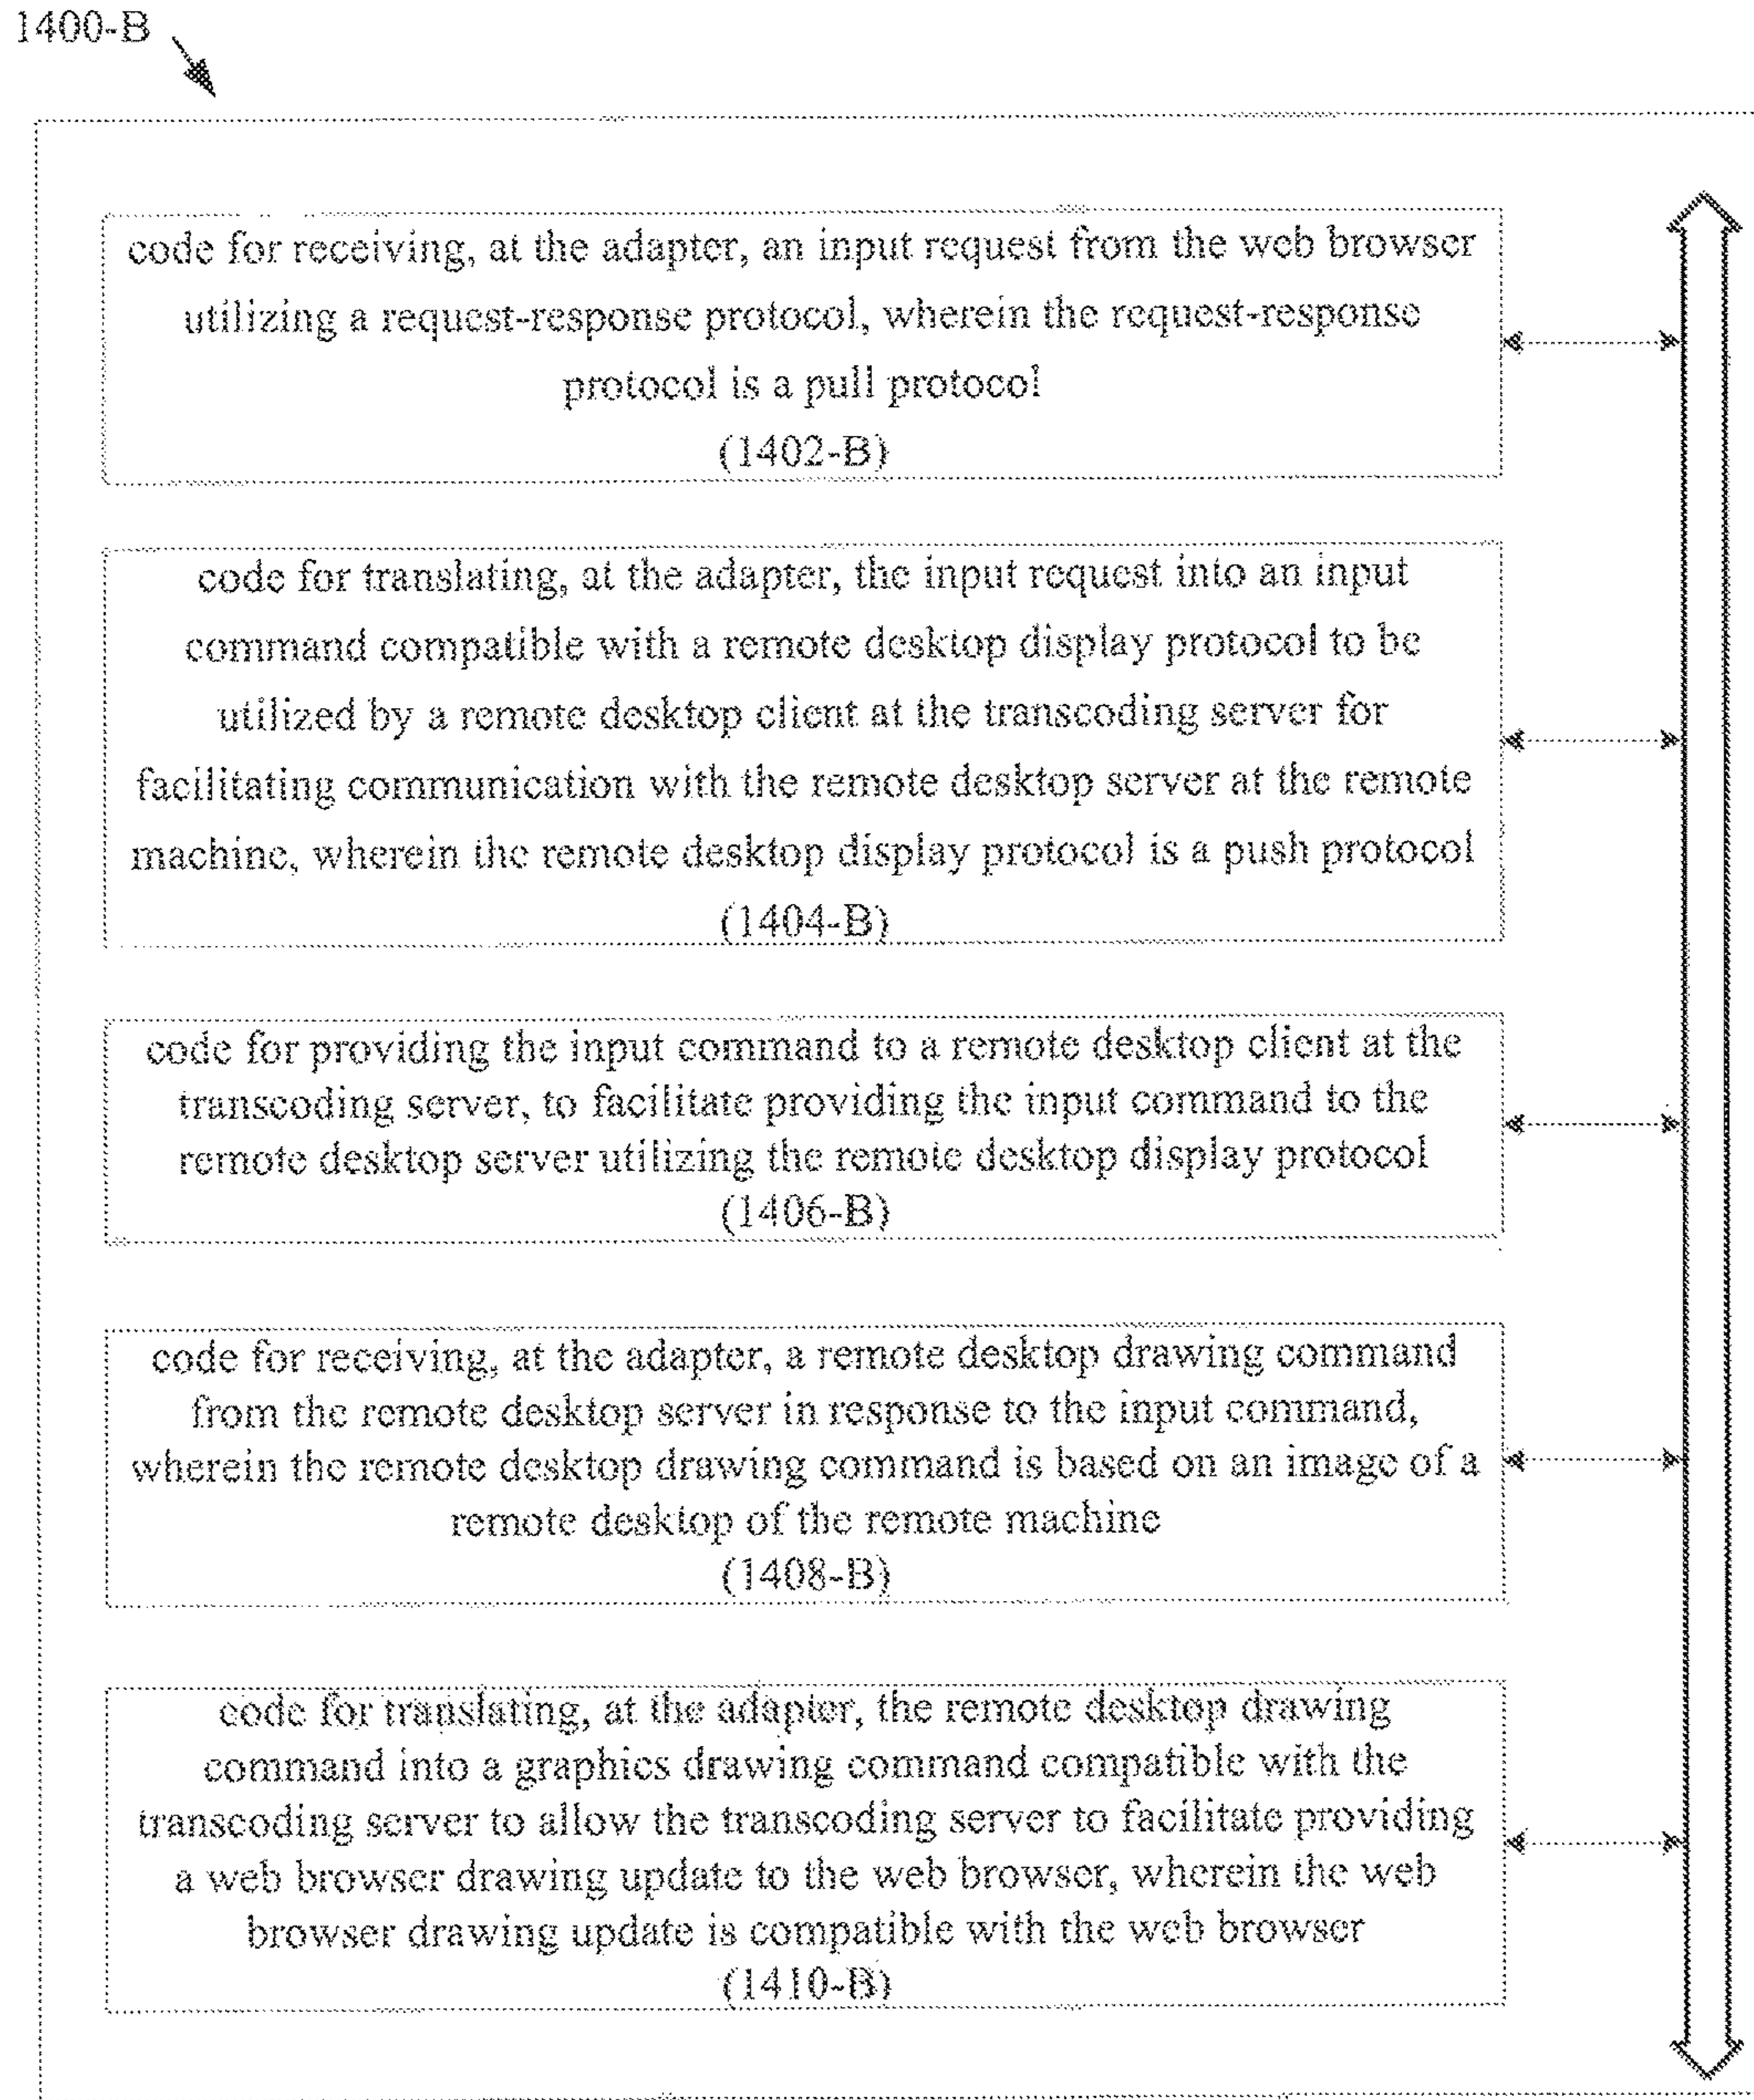 1400-B
code for receiving, at the adapter, an input request from the web browser
utilizing a request-response protocol, wherein the request-response
protocol is a pull protocol
(1402-B)
code for translating, at the adapter, the input request into an input
command compatible with a remote desktop display protocol to be
utilized by a remote desktop client at the transcoding server for
facilitating communication with the remote desktop server at the remote
machine, wherein the remote desktop display protocol is a push protocol
(1404-B)
code for providing the input command to a remote desktop client at the
transcoding server, to facilitate providing the input command to the
remote desktop server utilizing the remote desktop display protocol
(1406-B)
code for receiving, at the adapter, a remote desktop drawing command
from the remote desktop server in response to the input command,
wherein the remote desktop drawing command is based on an image of a
remote desktop of the remote machine
(1408-B)
code for translating, at the adapter, the remote desktop drawing
command into a graphics drawing command compatible with the
transcoding server to allow the transcoding server to facilitate providing
a web browser drawing update to the web browser, wherein the web
browser drawing update is compatible with the web browser
(1410-B)